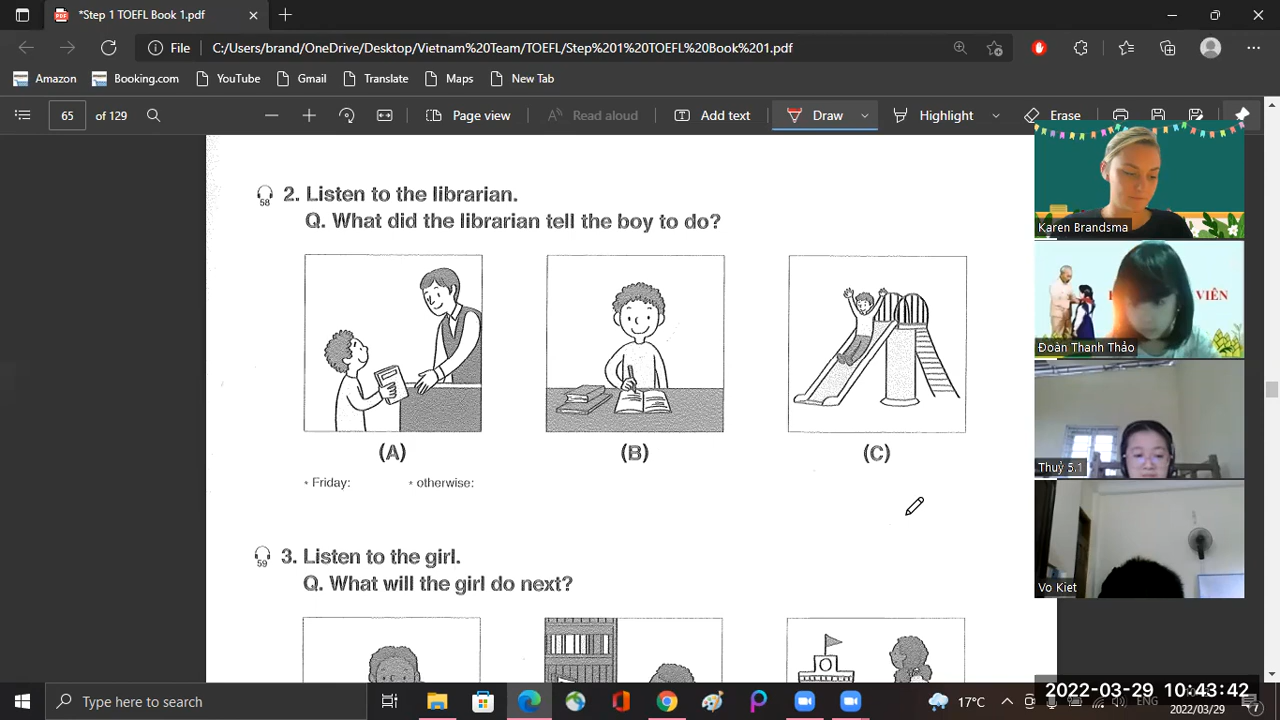 *Step 1 TOEFL Book 1.pdf
File
C:/Users/brand/OneDrive/Desktop/Vietnam%20Team/TOEFL/Step%201%20TOEFL%20Book%201.pdf
Amazon
Booking.com
YouTube
Gmail
Translate
Maps
New Tab
65 of 129
Page view
Read aloud
Add text
Draw
Highlight
Erase
58
2. Listen to the librarian.
Q. What did the librarian tell the boy to do?
(A)
(B)
(C)
* Friday:
* otherwise:
59
3. Listen to the girl.
Q. What will the girl do next?
Karen Brandsma
VIÊN
Đoàn Thanh Thảo
Thuỷ 5.1
Vo Kiet
Type here to search
17°C
ENG
2022-03-29 10:43:42
2022/03/29